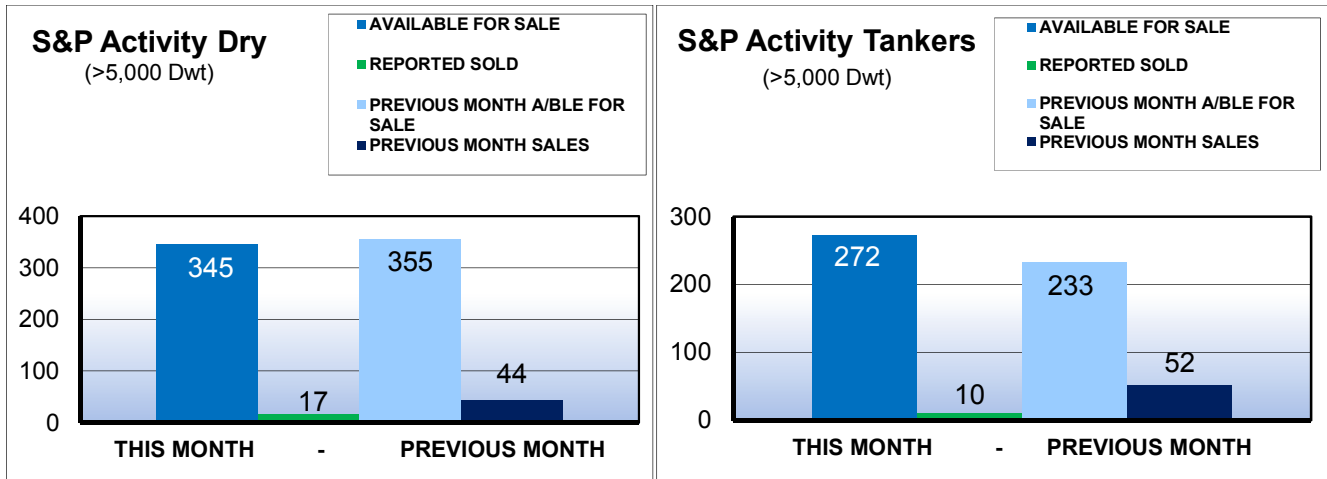 S&P Activity Dry
(>5,000 Dwt)
AVAILABLE FOR SALE
REPORTED SOLD
PREVIOUS MONTH A/BLE FOR
SALE
PREVIOUS MONTH SALES
400
300
200
100
0
345
17
355
44
THIS MONTH - PREVIOUS MONTH
S&P Activity Tankers
(>5,000 Dwt)
AVAILABLE FOR SALE
REPORTED SOLD
PREVIOUS MONTH A/BLE FOR
SALE
PREVIOUS MONTH SALES
300
200
100
0
272
10
233
52
THIS MONTH - PREVIOUS MONTH